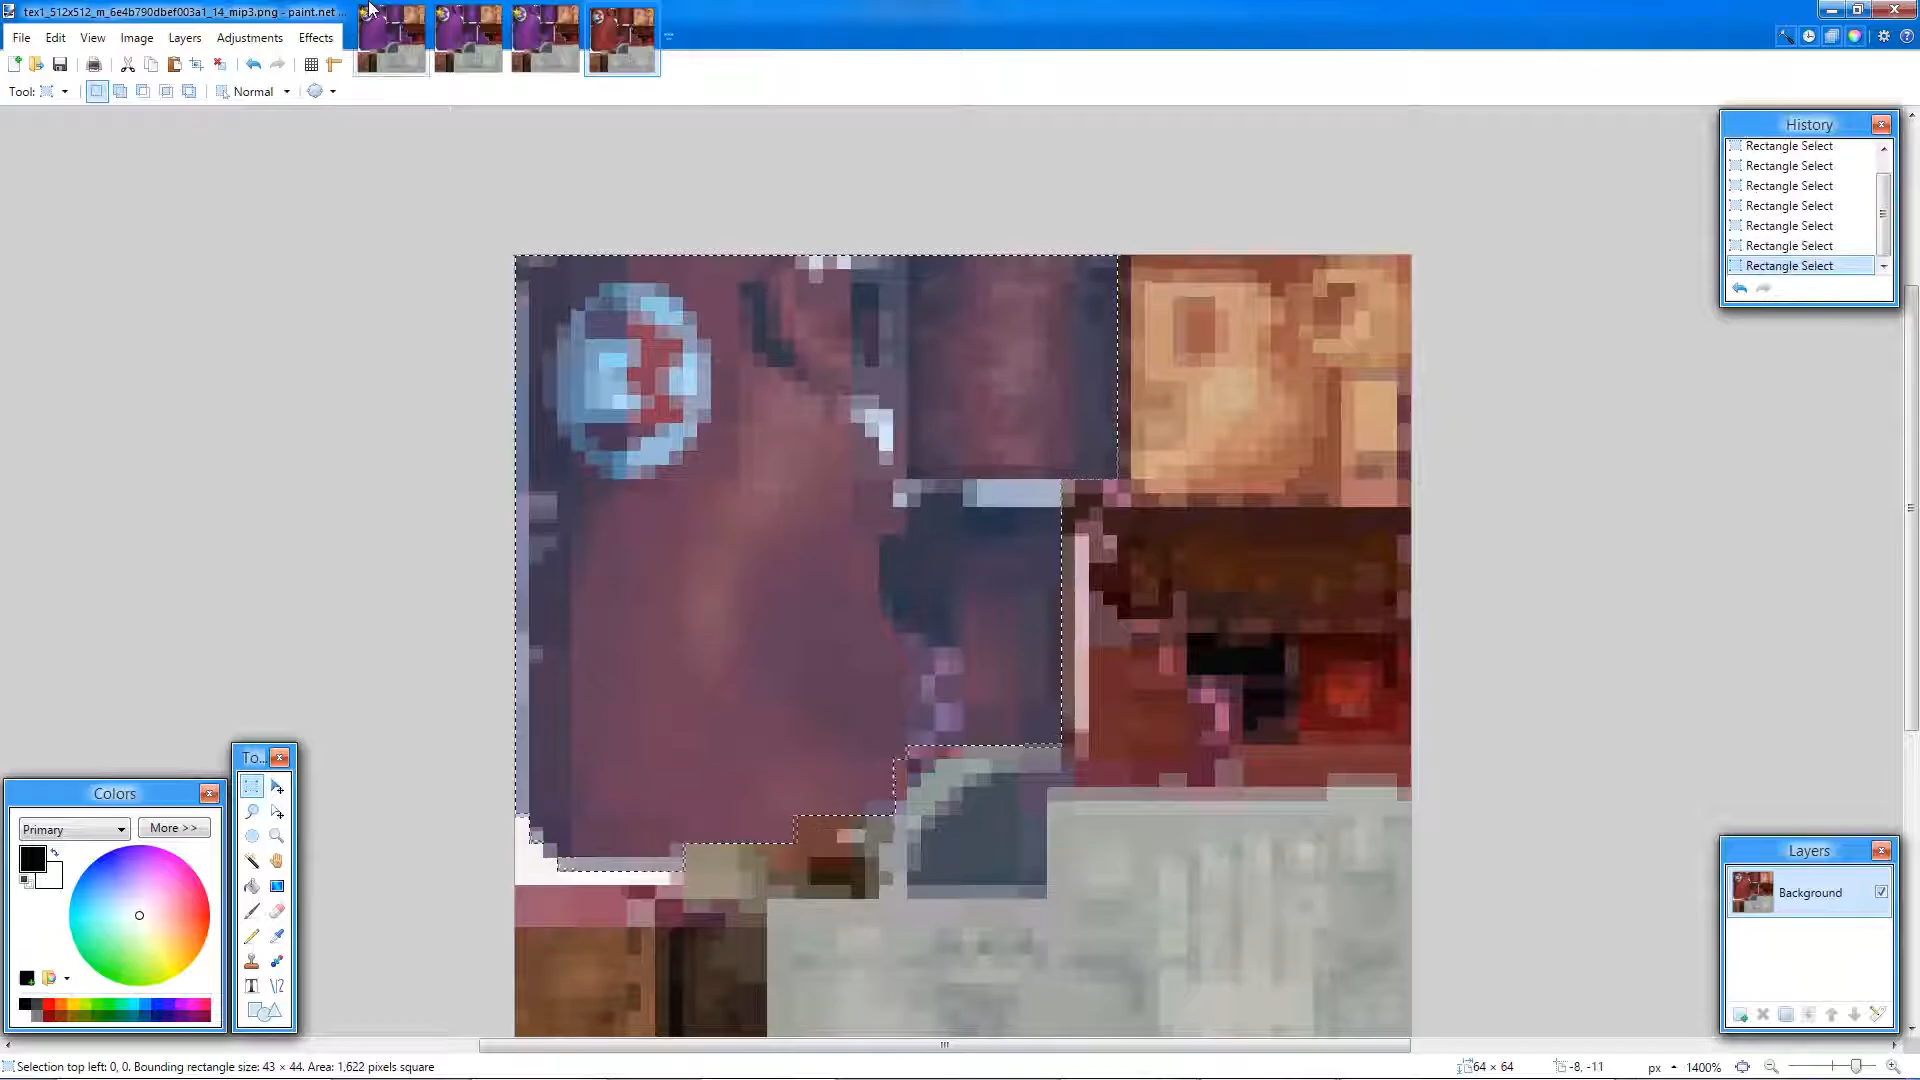 tex1_512x512_m_6e4b790dbef003a1_14_mip3.png - paint.net ...
File Edit View Image Layers Adjustments Effects
Tool: Normal
History
Rectangle Select
Rectangle Select
Rectangle Select
Rectangle Select
Rectangle Select
Rectangle Select
Rectangle Select
To...
Colors
Primary More >>
Layers
Background
Selection top left: 0, 0. Bounding rectangle size: 43 × 44. Area: 1,622 pixels square 64 × 64 -8, -11 px 1400%